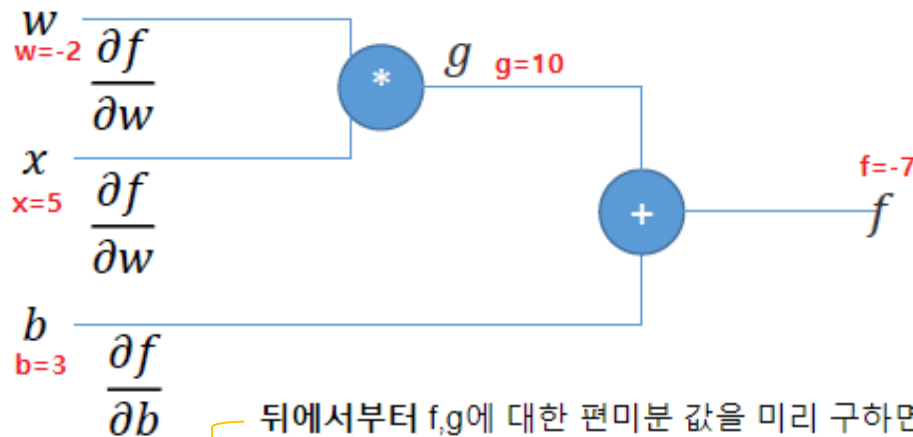 w
w=-2
∂f
∂w
*
g g=10
x
x=5
∂f
∂w
f=-7
+
f
b
b=3
∂f
∂b
뒤에서부터 f,g에 대한 편미분 값을 미리 구하면